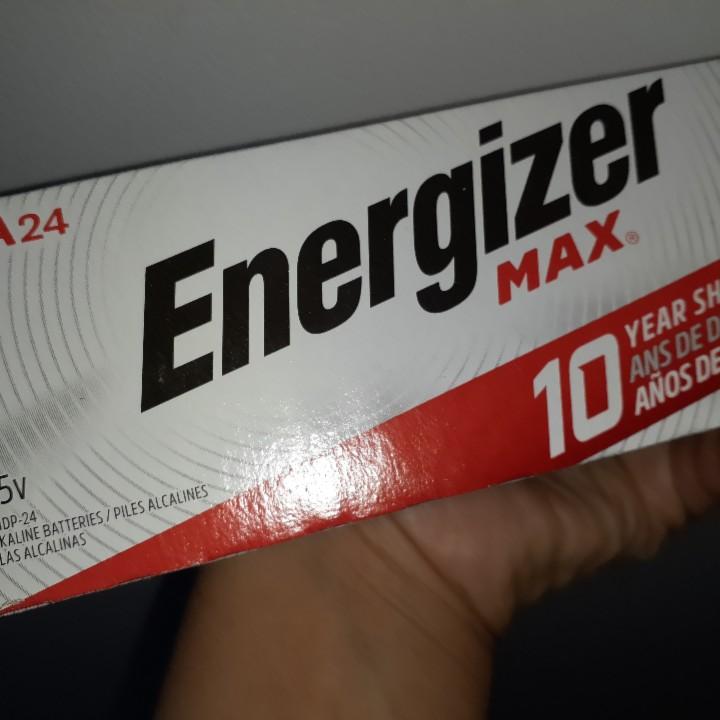 A24
Energizer
MAX®
10
YEAR SH
ANS DE D
AÑOS DE
5V
DP-24
KALINE BATTERIES / PILES ALCALINES
LAS ALCALINAS